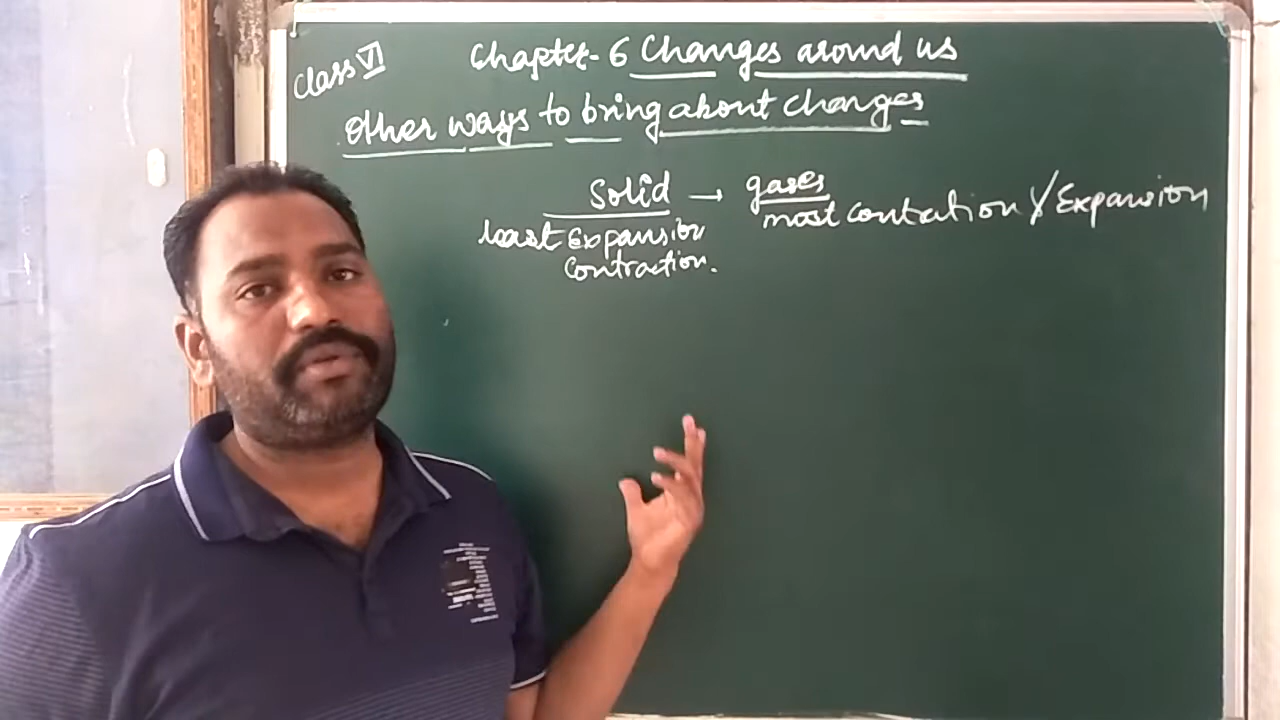 Class VI
Chapter-6 Changes around us
Other ways to bring about changes
Solid → gases
least Expansion
Contraction.
most contration / Expansion